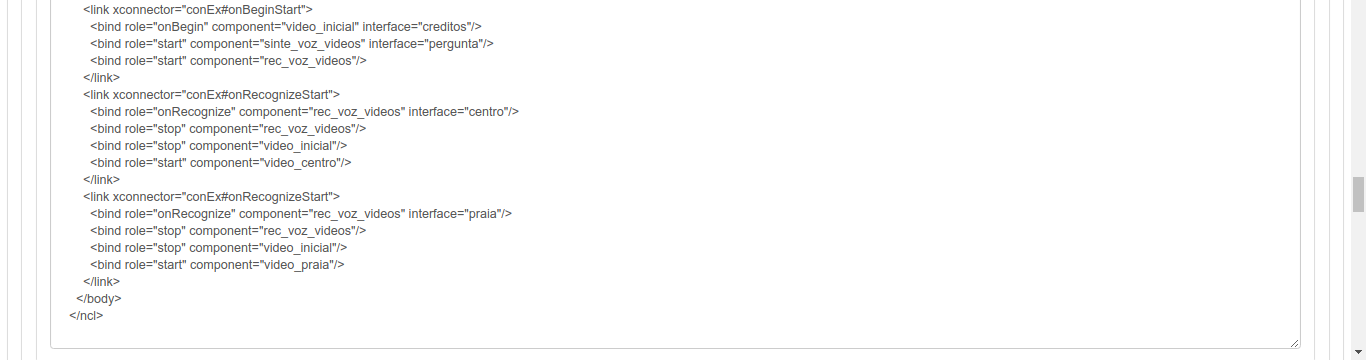 <link xconnector="conEx#onBeginStart">
<bind role="onBegin" component="video_inicial" interface="creditos"/>
<bind role="start" component="sinte_voz_videos" interface="pergunta"/>
<bind role="start" component="rec_voz_videos"/>
</link>
<link xconnector="conEx#onRecognizeStart">
<bind role="onRecognize" component="rec_voz_videos" interface="centro"/>
<bind role="stop" component="rec_voz_videos"/>
<bind role="stop" component="video_inicial"/>
<bind role="start" component="video_centro"/>
</link>
<link xconnector="conEx#onRecognizeStart">
<bind role="onRecognize" component="rec_voz_videos" interface="praia"/>
<bind role="stop" component="rec_voz_videos"/>
<bind role="stop" component="video_inicial"/>
<bind role="start" component="video_praia"/>
</link>
</body>
</ncl>